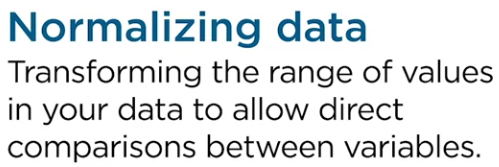 Normalizing data
Transforming the range of values
in your data to allow direct
comparisons between variables.